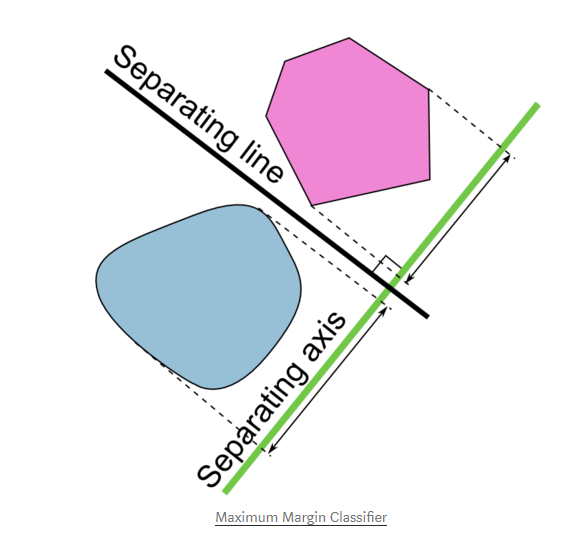 Separating line
Separating axis
Maximum Margin Classifier